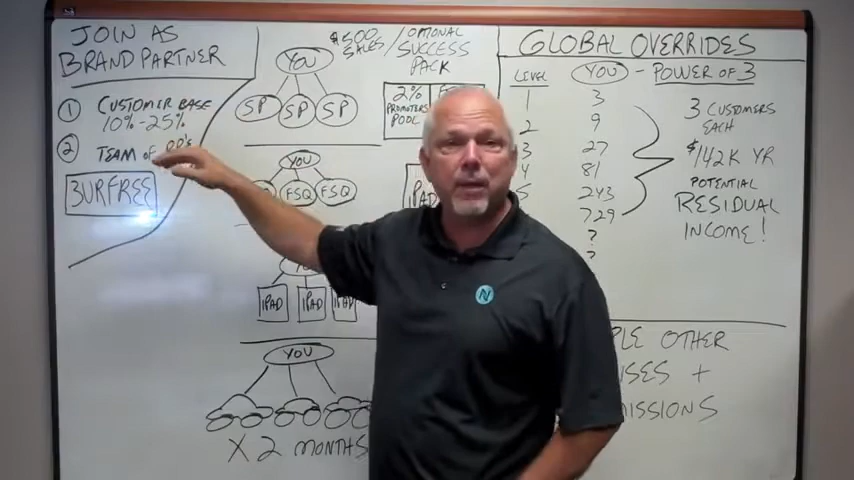 JOIN AS
BRAND PARTNER
1 CUSTOMER BASE
10%-25%
2 TEAM OF BP'S
3URFREE
$500
SALES
/OPTIONAL
SUCCESS
PACK
YOU
SP SP SP
2%
PROMOTERS
POOL
YOU
FSQ FSQ
IPAD IPAD IPAD
YOU
X 2 MONTHS
GLOBAL OVERRIDES
LEVEL YOU - POWER OF 3
1 3
2 9
3 27
4 81
5 243
729
?
?
3 CUSTOMERS
EACH
$142K YR
POTENTIAL
RESIDUAL
INCOME!
OTHER
+
N